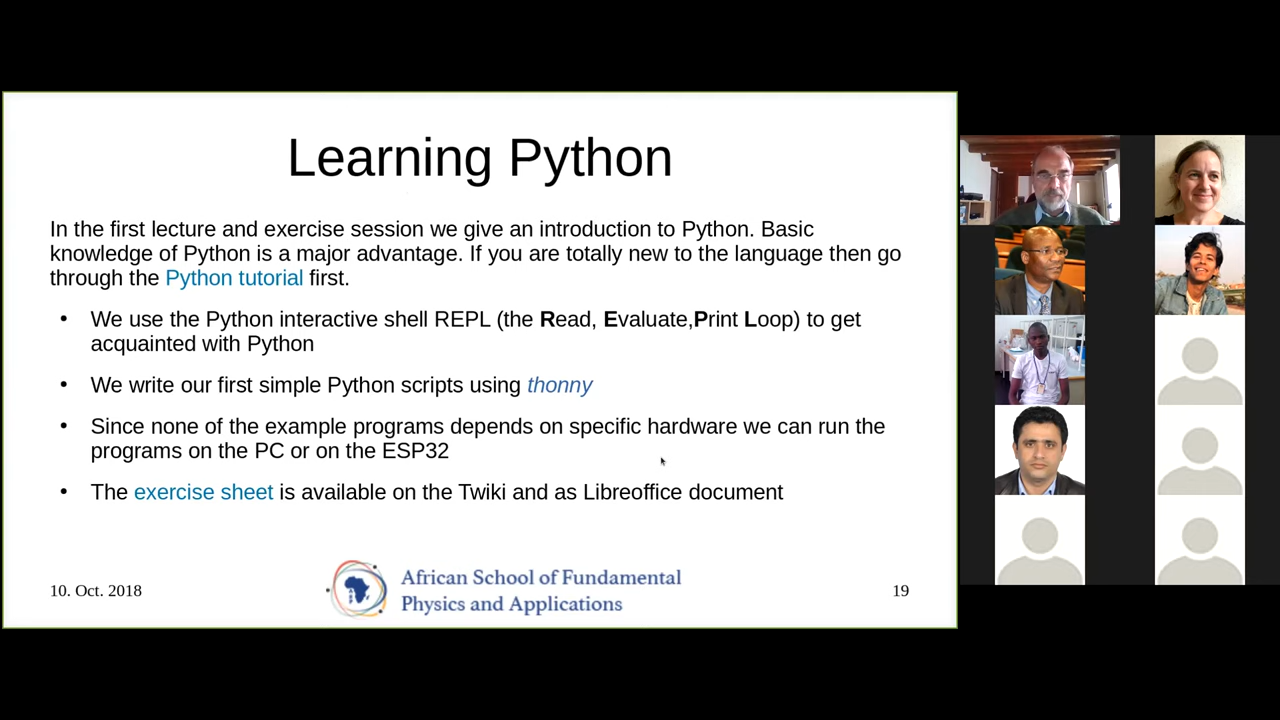 Learning Python
In the first lecture and exercise session we give an introduction to Python. Basic
knowledge of Python is a major advantage. If you are totally new to the language then go
through the Python tutorial first.
• We use the Python interactive shell REPL (the Read, Evaluate,Print Loop) to get
acquainted with Python
• We write our first simple Python scripts using thonny
• Since none of the example programs depends on specific hardware we can run the
programs on the PC or on the ESP32
• The exercise sheet is available on the Twiki and as Libreoffice document
10. Oct. 2018
African School of Fundamental
Physics and Applications
19